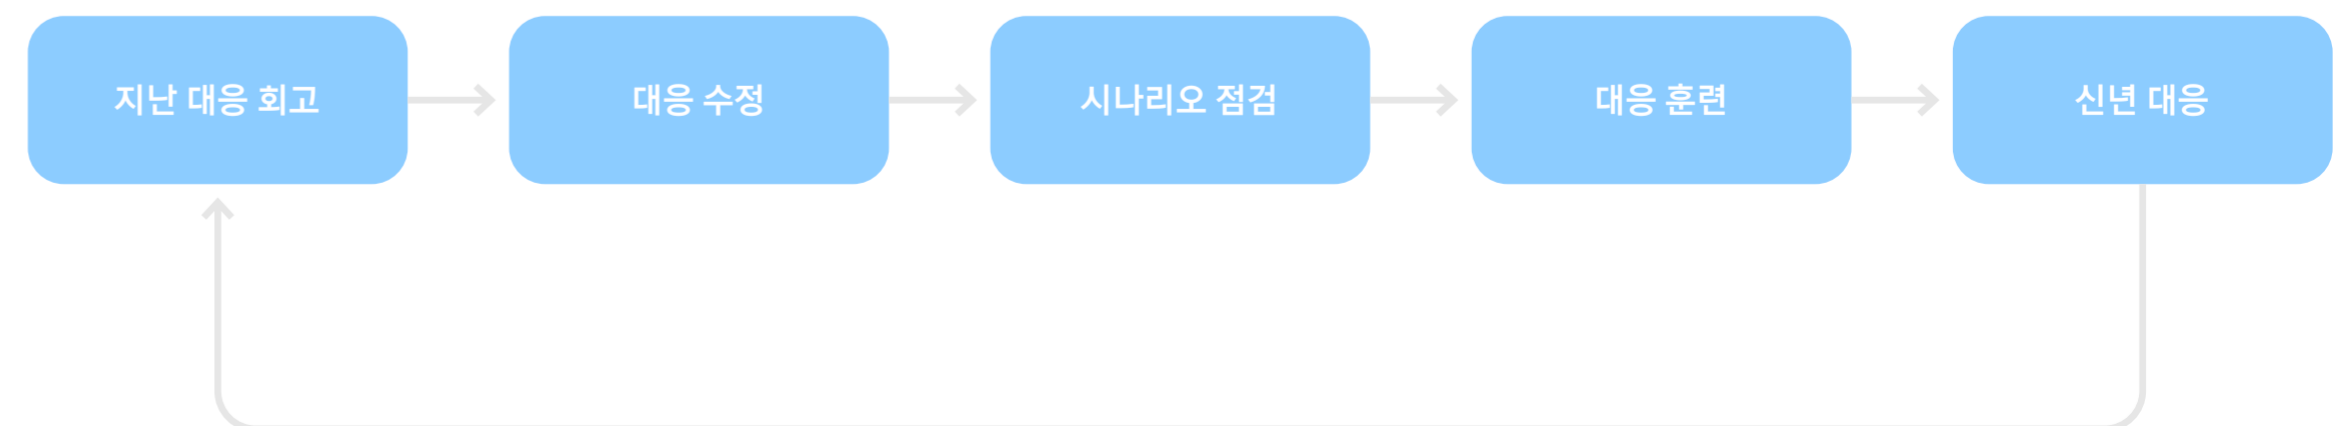 지난 대응 회고
대응 수정
시나리오 점검
대응 훈련
신년 대응